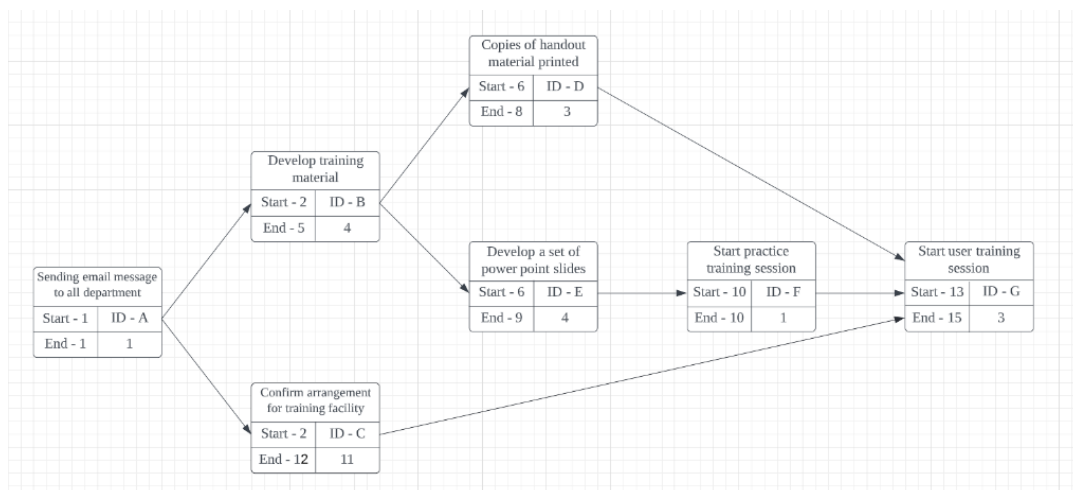 Copies of handout
material printed
Start - 6 ID - D
End - 8 3
Develop training
material
Start - 2 ID - B
End - 5 4
Develop a set of
power point slides
Start - 6 ID - E
End - 9 4
Start practice
training session
Start - 10 ID - F
End - 10 1
Start user training
session
Start - 13 ID - G
End - 15 3
Sending email message
to all department
Start - 1 ID - A
End - 1 1
Confirm arrangement
for training facility
Start - 2 ID - C
End - 12 11